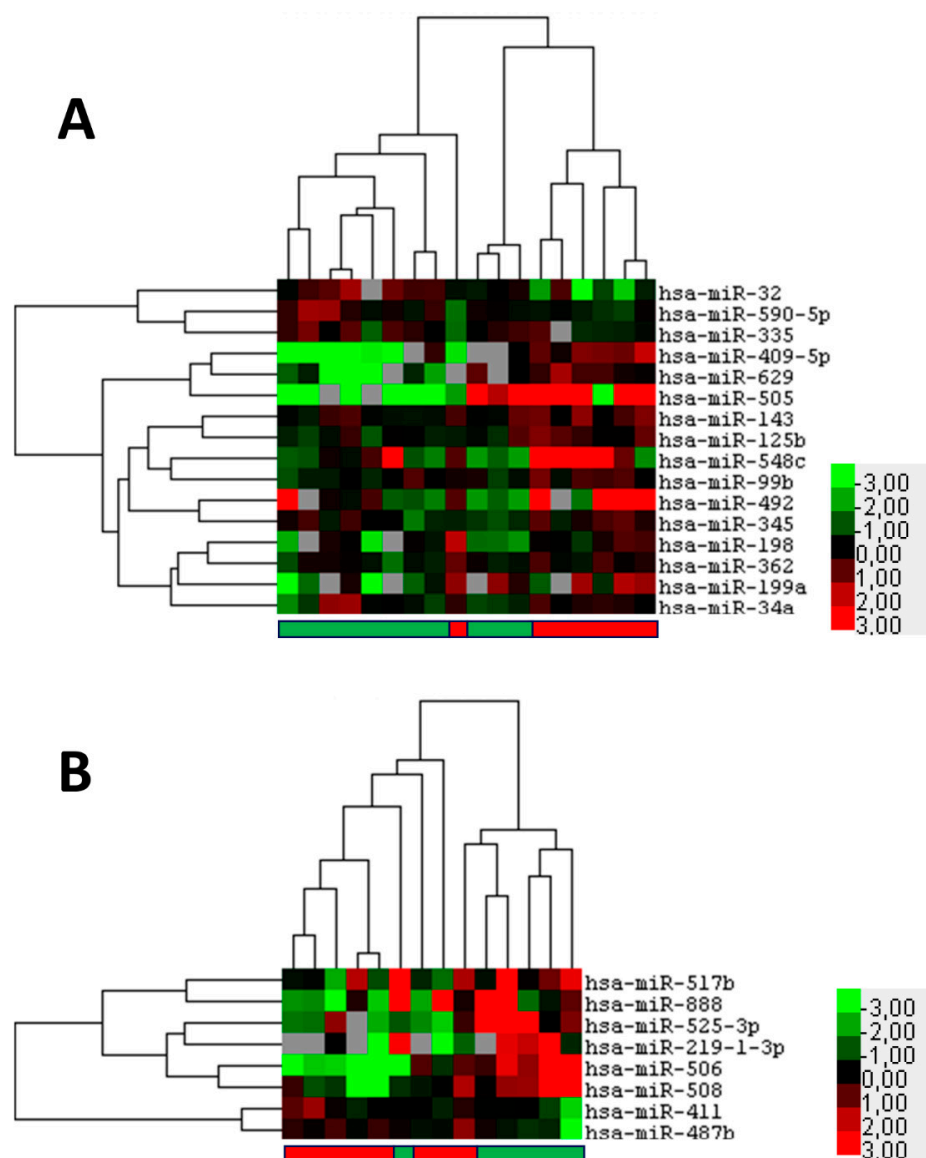 A
hsa-miR-32
hsa-miR-590-5p
hsa-miR-335
hsa-miR-409-5p
hsa-miR-629
hsa-miR-505
hsa-miR-143
hsa-miR-125b
hsa-miR-548c
hsa-miR-99b
hsa-miR-492
hsa-miR-345
hsa-miR-198
hsa-miR-362
hsa-miR-199a
hsa-miR-34a
-3,00
-2,00
-1,00
0,00
1,00
2,00
3,00
B
hsa-miR-517b
hsa-miR-888
hsa-miR-525-3p
hsa-miR-219-1-3p
hsa-miR-506
hsa-miR-508
hsa-miR-411
hsa-miR-487b
-3,00
-2,00
-1,00
0,00
1,00
2,00
3,00